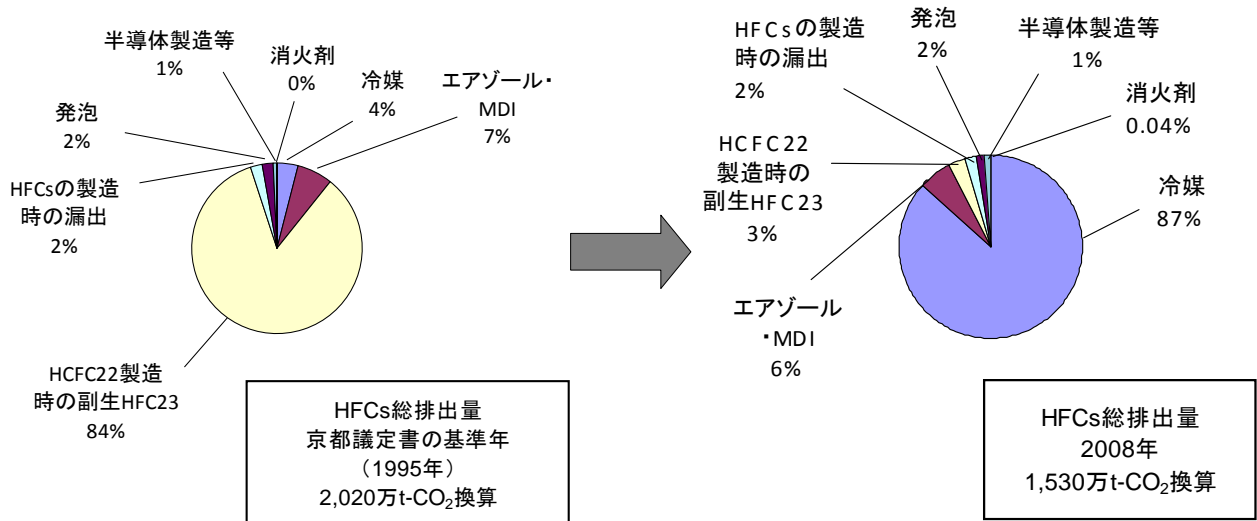 半導体製造等
1%
消火剤
0%
冷媒
4%
エアゾール・
MDI
7%
発泡
2%
HFCsの製造
時の漏出
2%
HCFC22製造
時の副生HFC23
84%
HFCs総排出量
京都議定書の基準年
(1995年)
2,020万t-CO₂換算
HFCsの製造
時の漏出
2%
発泡
2%
半導体製造等
1%
消火剤
0.04%
HCFC22
製造時の
副生HFC23
3%
冷媒
87%
エアゾール
・MDI
6%
HFCs総排出量
2008年
1,530万t-CO₂換算